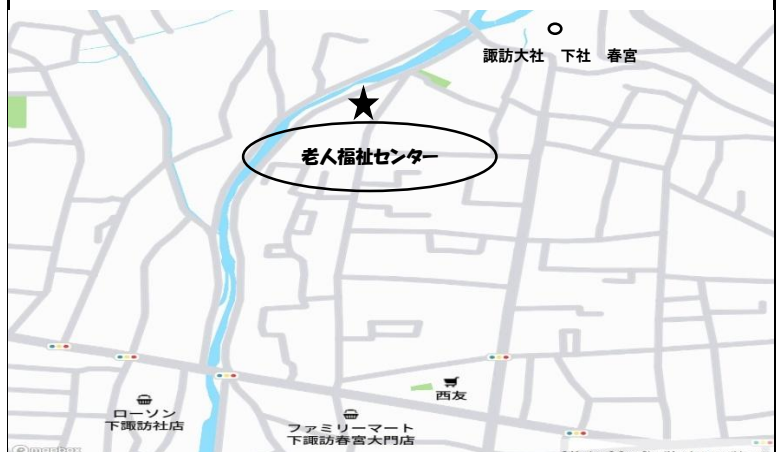 諏訪大社　下社　春宮
老人福祉センター
西友
ローソン
下諏訪社店
ファミリーマート
下諏訪春宮大門店
mapbox